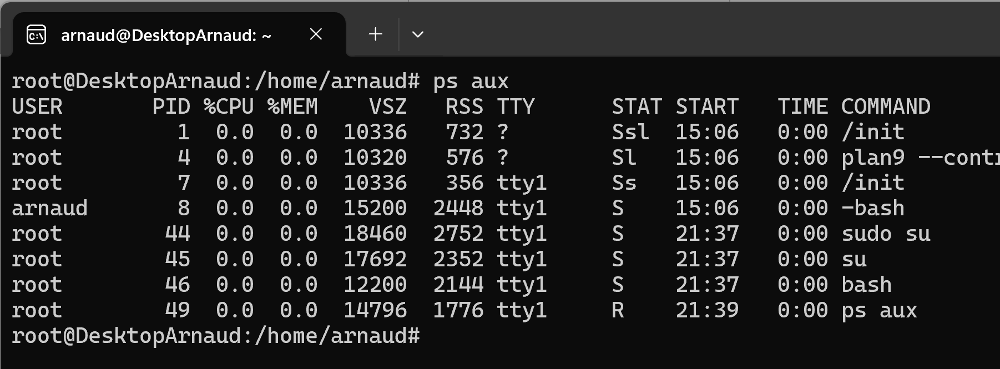 arnaud@DesktopArnaud: ~
root@DesktopArnaud:/home/arnaud# ps aux
USER       PID %CPU %MEM    VSZ   RSS TTY      STAT START   TIME COMMAND
root         1  0.0  0.0  10336   732 ?        Ssl  15:06   0:00 /init
root         4  0.0  0.0  10320   576 ?        Sl   15:06   0:00 plan9 --contr
root         7  0.0  0.0  10336   356 tty1     Ss   15:06   0:00 /init
arnaud       8  0.0  0.0  15200  2448 tty1     S    15:06   0:00 -bash
root        44  0.0  0.0  18460  2752 tty1     S    21:37   0:00 sudo su
root        45  0.0  0.0  17692  2352 tty1     S    21:37   0:00 su
root        46  0.0  0.0  12200  2144 tty1     S    21:37   0:00 bash
root        49  0.0  0.0  14796  1776 tty1     R    21:39   0:00 ps aux
root@DesktopArnaud:/home/arnaud#